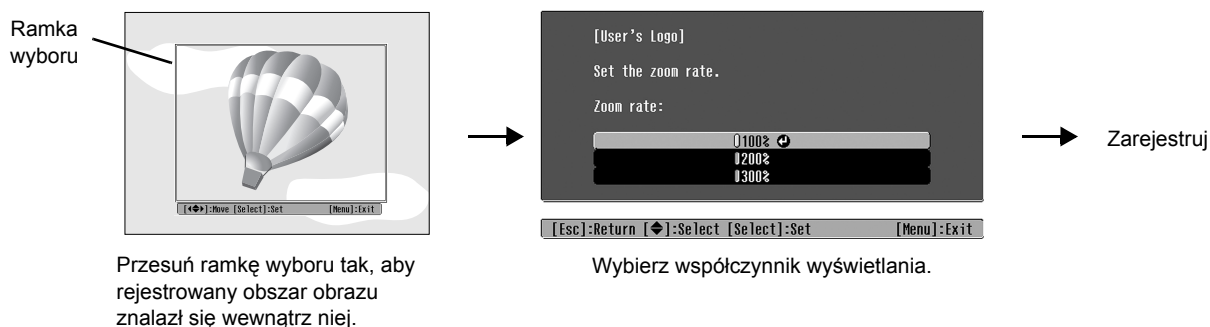 Ramka
wyboru
[◄◆►]:Move [Select]:Set [Menu]:Exit
Przesuń ramkę wyboru tak, aby
rejestrowany obszar obrazu
znalazł się wewnątrz niej.
[User's Logo]
Set the zoom rate.
Zoom rate:
100%
200%
300%
[Esc]:Return [◆]:Select [Select]:Set [Menu]:Exit
Wybierz współczynnik wyświetlania.
Zarejestruj